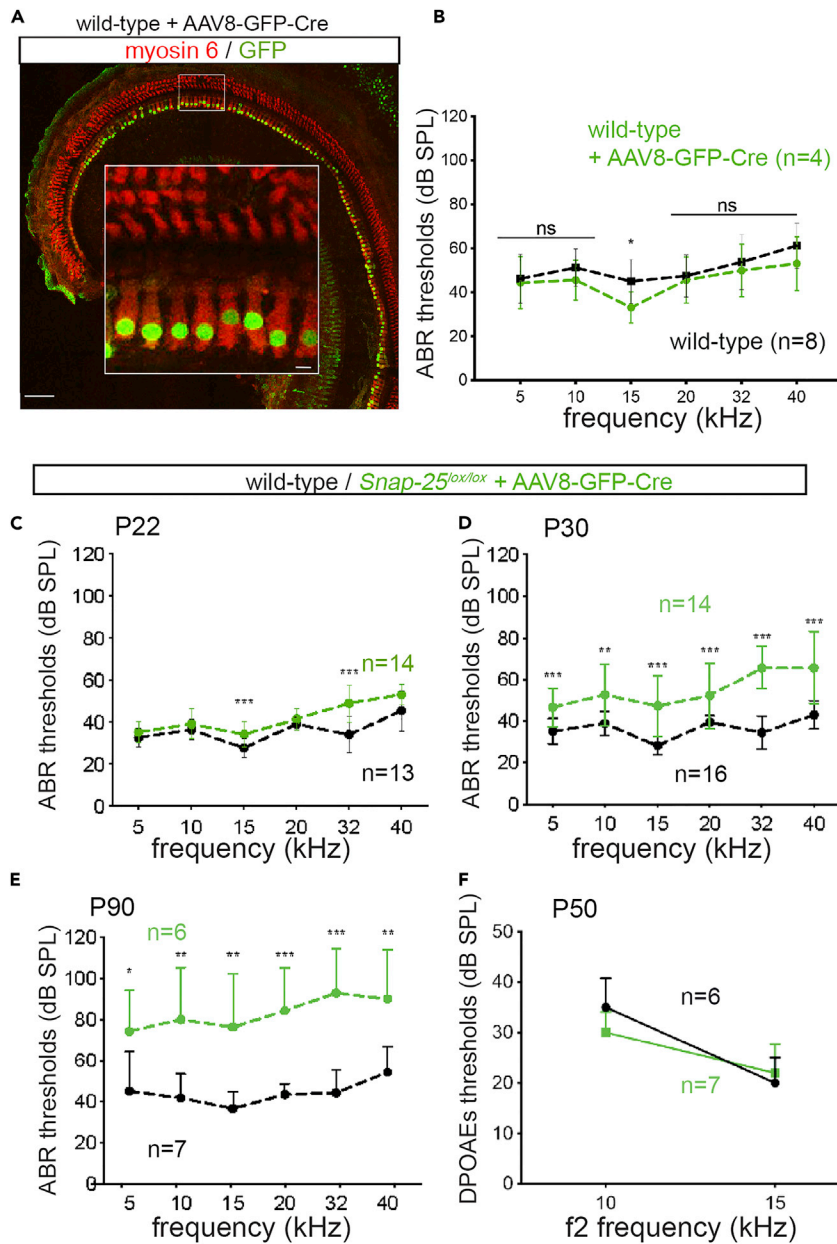 A
wild-type + AAV8-GFP-Cre
myosin 6 / GFP
B
ABR thresholds (dB SPL)
120
100
80
60
40
20
0
wild-type
+ AAV8-GFP-Cre (n=4)
ns
*
ns
wild-type (n=8)
5 10 15 20 32 40
frequency (kHz)
wild-type / Snap-25lox/lox + AAV8-GFP-Cre
C
P22
ABR thresholds (dB SPL)
120
100
80
60
40
20
0
***
***
n=14
n=13
5 10 15 20 32 40
frequency (kHz)
D
P30
ABR thresholds (dB SPL)
120
100
80
60
40
20
0
n=14
*** ** *** *** *** ***
n=16
5 10 15 20 32 40
frequency (kHz)
E
P90
ABR thresholds (dB SPL)
120
100
80
60
40
20
0
n=6
* ** ** *** *** **
n=7
5 10 15 20 32 40
frequency (kHz)
F
P50
DPOAEs thresholds (dB SPL)
50
40
30
20
10
0
n=6
n=7
10 15
f2 frequency (kHz)